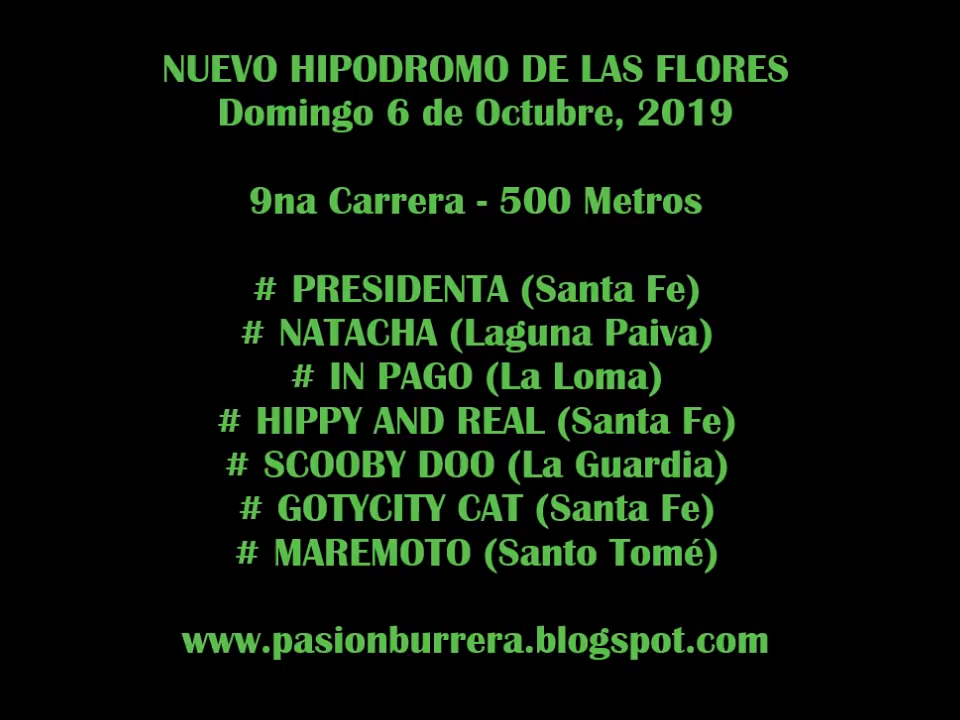 NUEVO HIPODROMO DE LAS FLORES
Domingo 6 de Octubre, 2019
9na Carrera - 500 Metros
# PRESIDENTA (Santa Fe)
# NATACHA (Laguna Paiva)
# IN PAGO (La Loma)
# HIPPY AND REAL (Santa Fe)
# SCOOBY DOO (La Guardia)
# GOTYCITY CAT (Santa Fe)
# MAREMOTO (Santo Tomé)
www.pasionburrera.blogspot.com